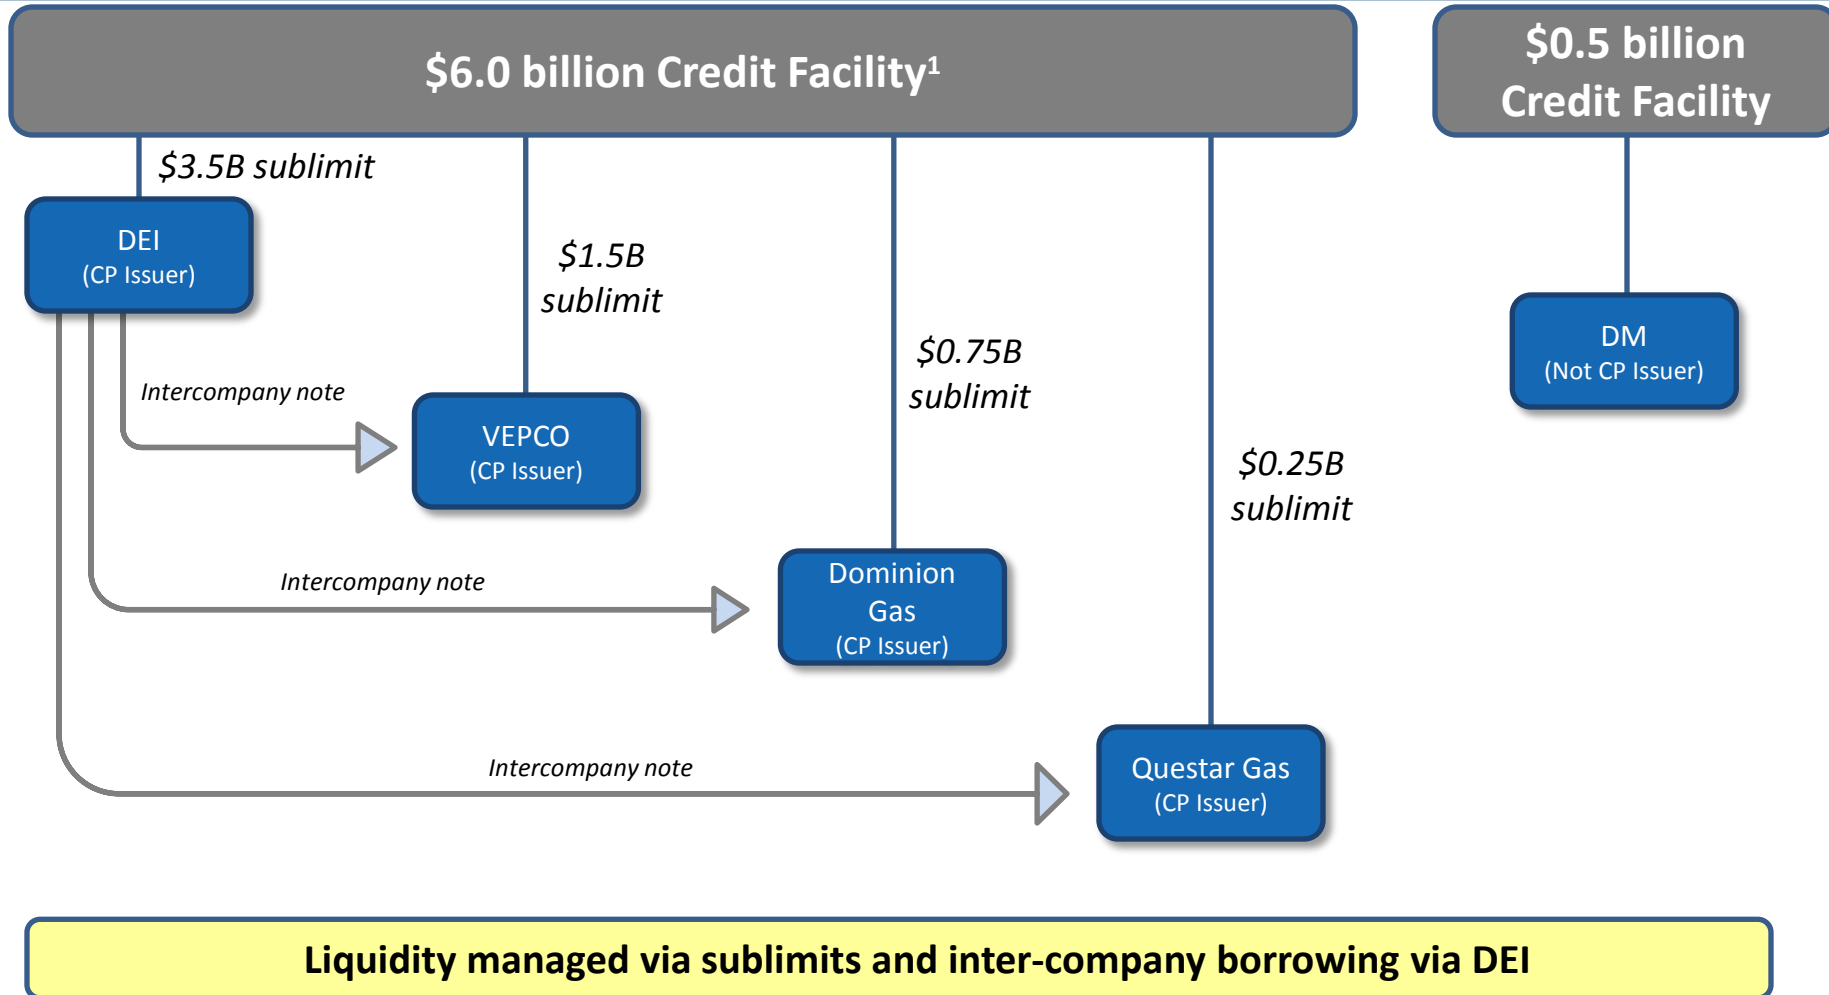 $6.0 billion Credit Facility¹
$0.5 billion
Credit Facility
$3.5B sublimit
DEI
(CP Issuer)
$1.5B
sublimit
$0.75B
sublimit
DM
(Not CP Issuer)
Intercompany note
VEPCO
(CP Issuer)
$0.25B
sublimit
Intercompany note
Dominion
Gas
(CP Issuer)
Intercompany note
Questar Gas
(CP Issuer)
Liquidity managed via sublimits and inter-company borrowing via DEI